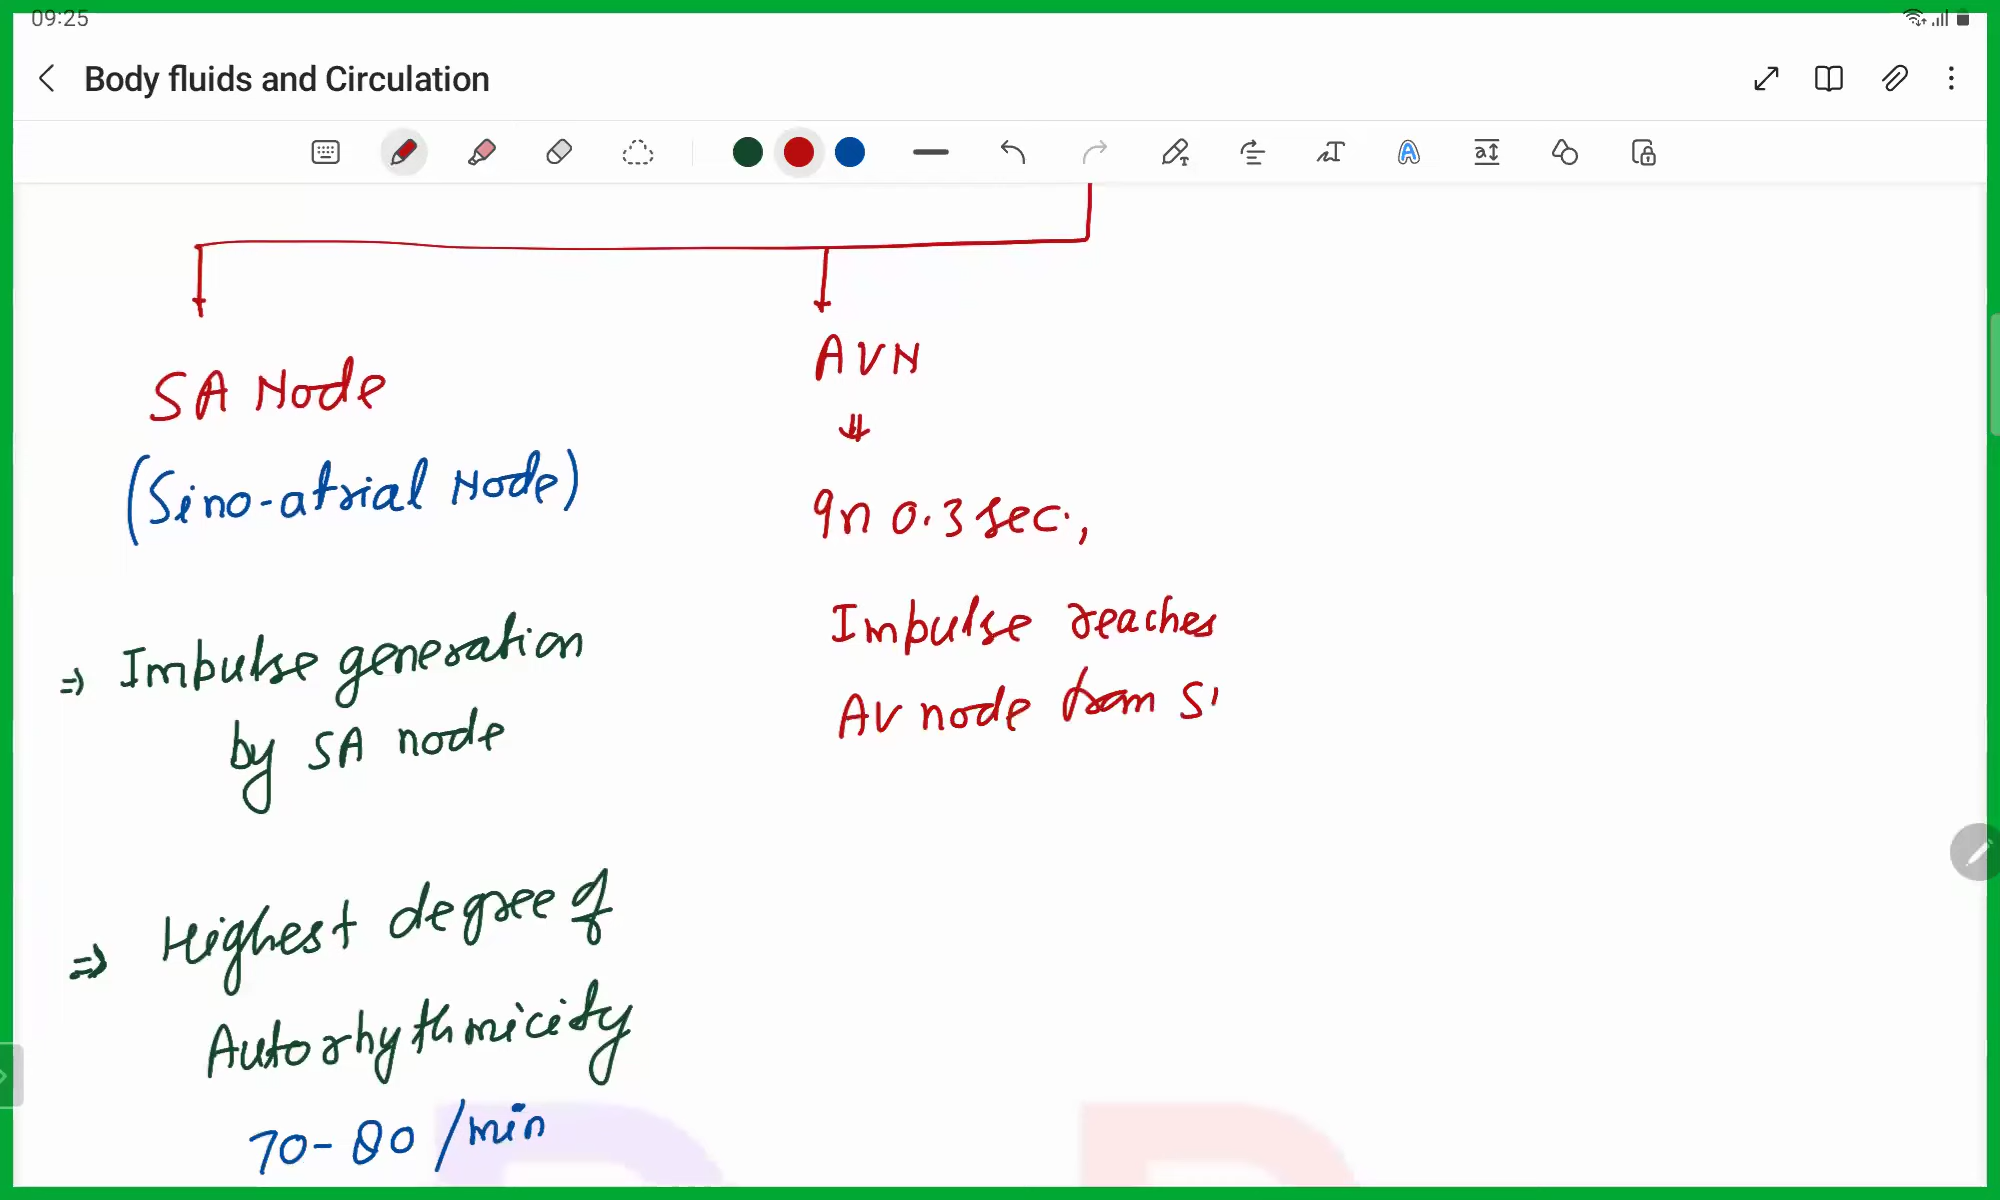 09:25
Body fluids and Circulation
SA Node
(Sino-atrial Node)
⇒ Impulse generation
by SA node
⇒ Highest degree of
Autorhythmicity
70-80/min
AVN
In 0.3 sec.,
Impulse reaches
AV node from S